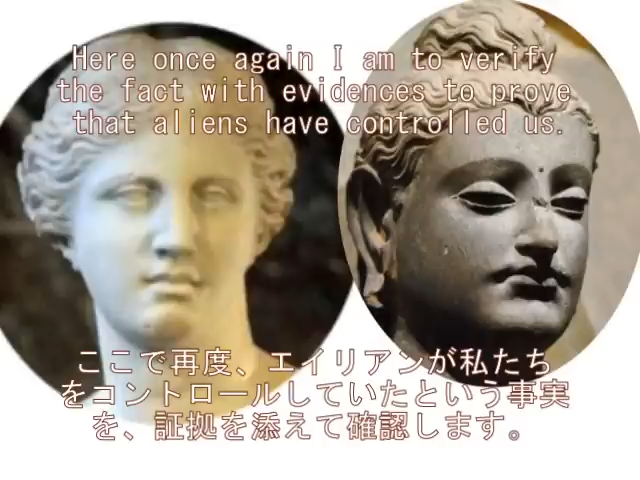 Here once again I am to verify
the fact with evidences to prove
that aliens have controlled us.
ここで再度、エイリアンが私たち
をコントロールしていたという事実
を、証拠を添えて確認します。